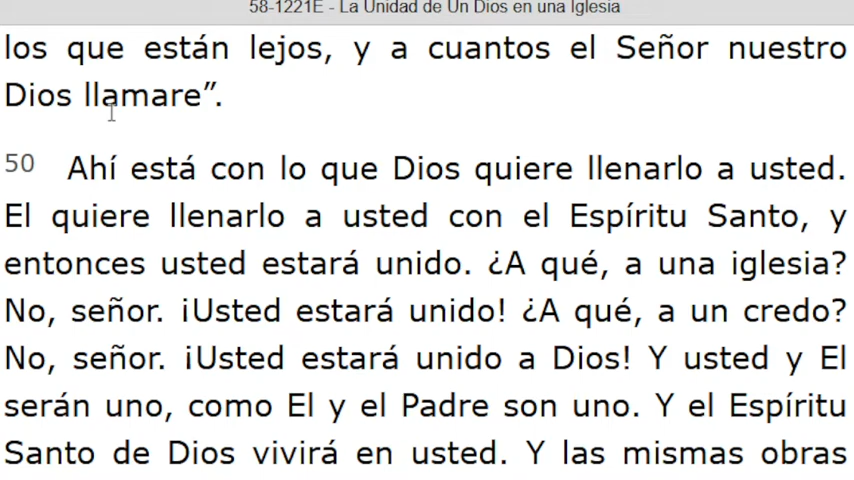 58-1221E - La Unidad de Un Dios en una Iglesia
los que están lejos, y a cuantos el Señor nuestro
Dios llamare”.
50 Ahí está con lo que Dios quiere llenarlo a usted.
El quiere llenarlo a usted con el Espíritu Santo, y
entonces usted estará unido. ¿A qué, a una iglesia?
No, señor. ¡Usted estará unido! ¿A qué, a un credo?
No, señor. ¡Usted estará unido a Dios! Y usted y El
serán uno, como El y el Padre son uno. Y el Espíritu
Santo de Dios vivirá en usted. Y las mismas obras